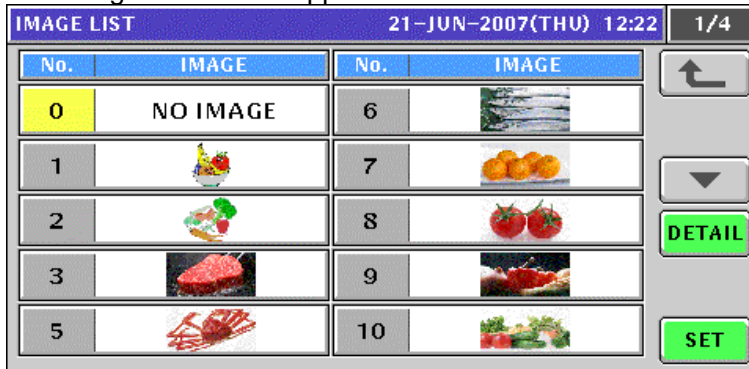 IMAGE LIST 21-JUN-2007(THU) 12:22 1/4
No. IMAGE No. IMAGE
0 NO IMAGE 6
1 7
2 8
DETAIL
3 9
5 10
SET